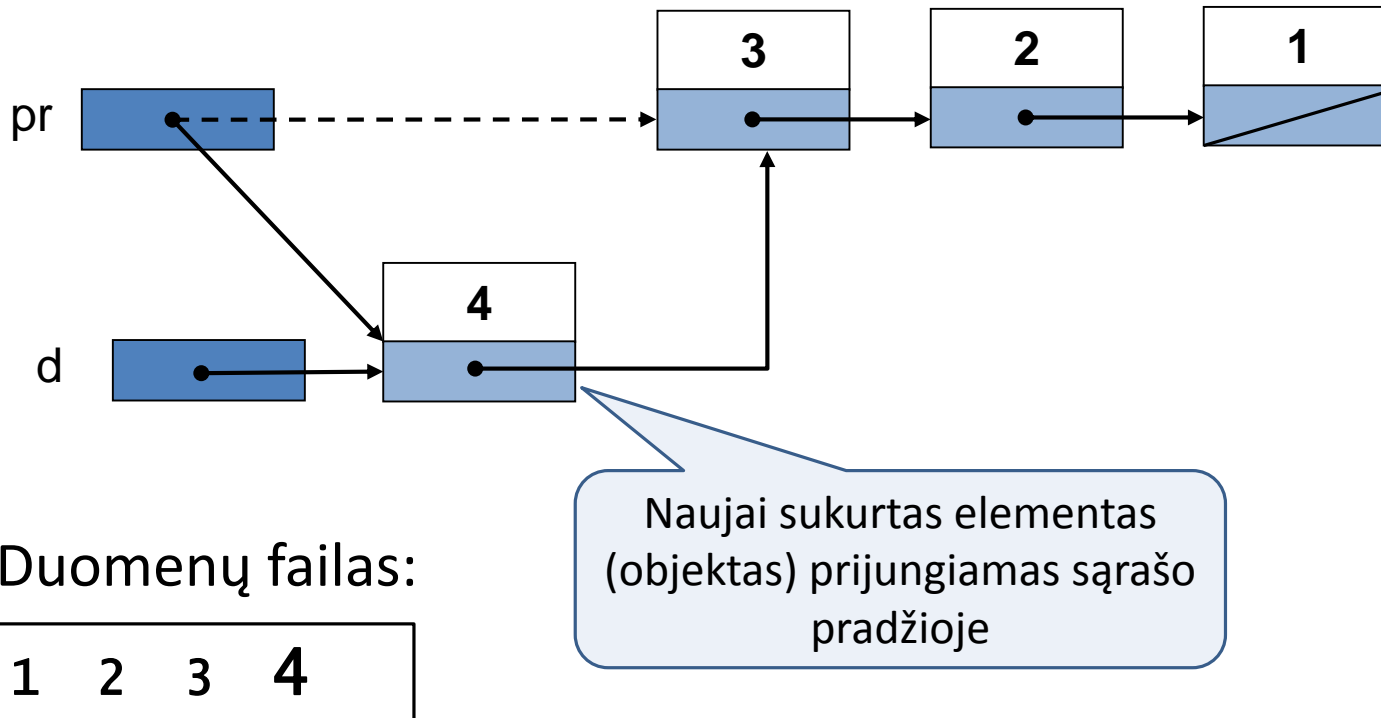 3 2 1
pr
4
d
Naujai sukurtas elementas
(objektas) prijungiamas sąrašo
pradžioje
Duomenų failas:
1 2 3 4